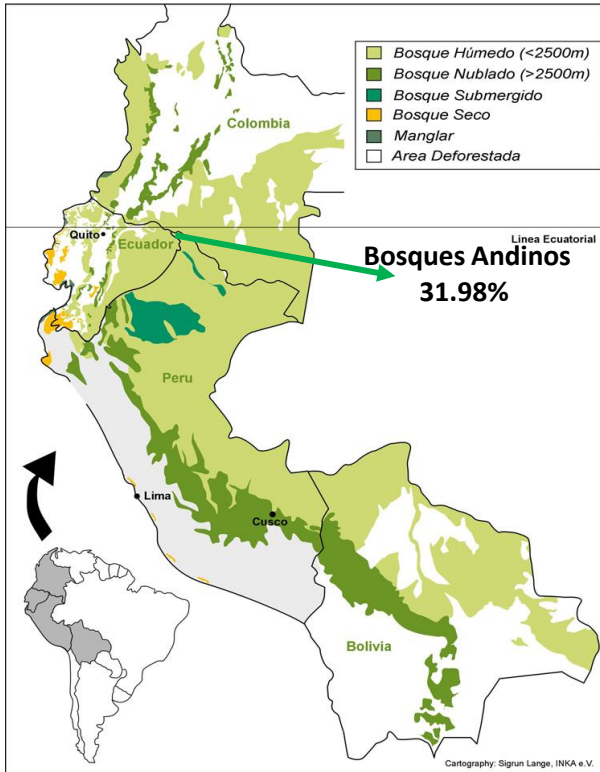 Bosque Húmedo (<2500m)
Bosque Nublado (>2500m)
Bosque Submergido
Bosque Seco
Manglar
Area Deforestada
Colombia
Quito
Ecuador
Linea Ecuatorial
Bosques Andinos
31.98%
Peru
Lima
Cusco
Bolivia
Cartography: Sigrun Lange, INKA e.V.